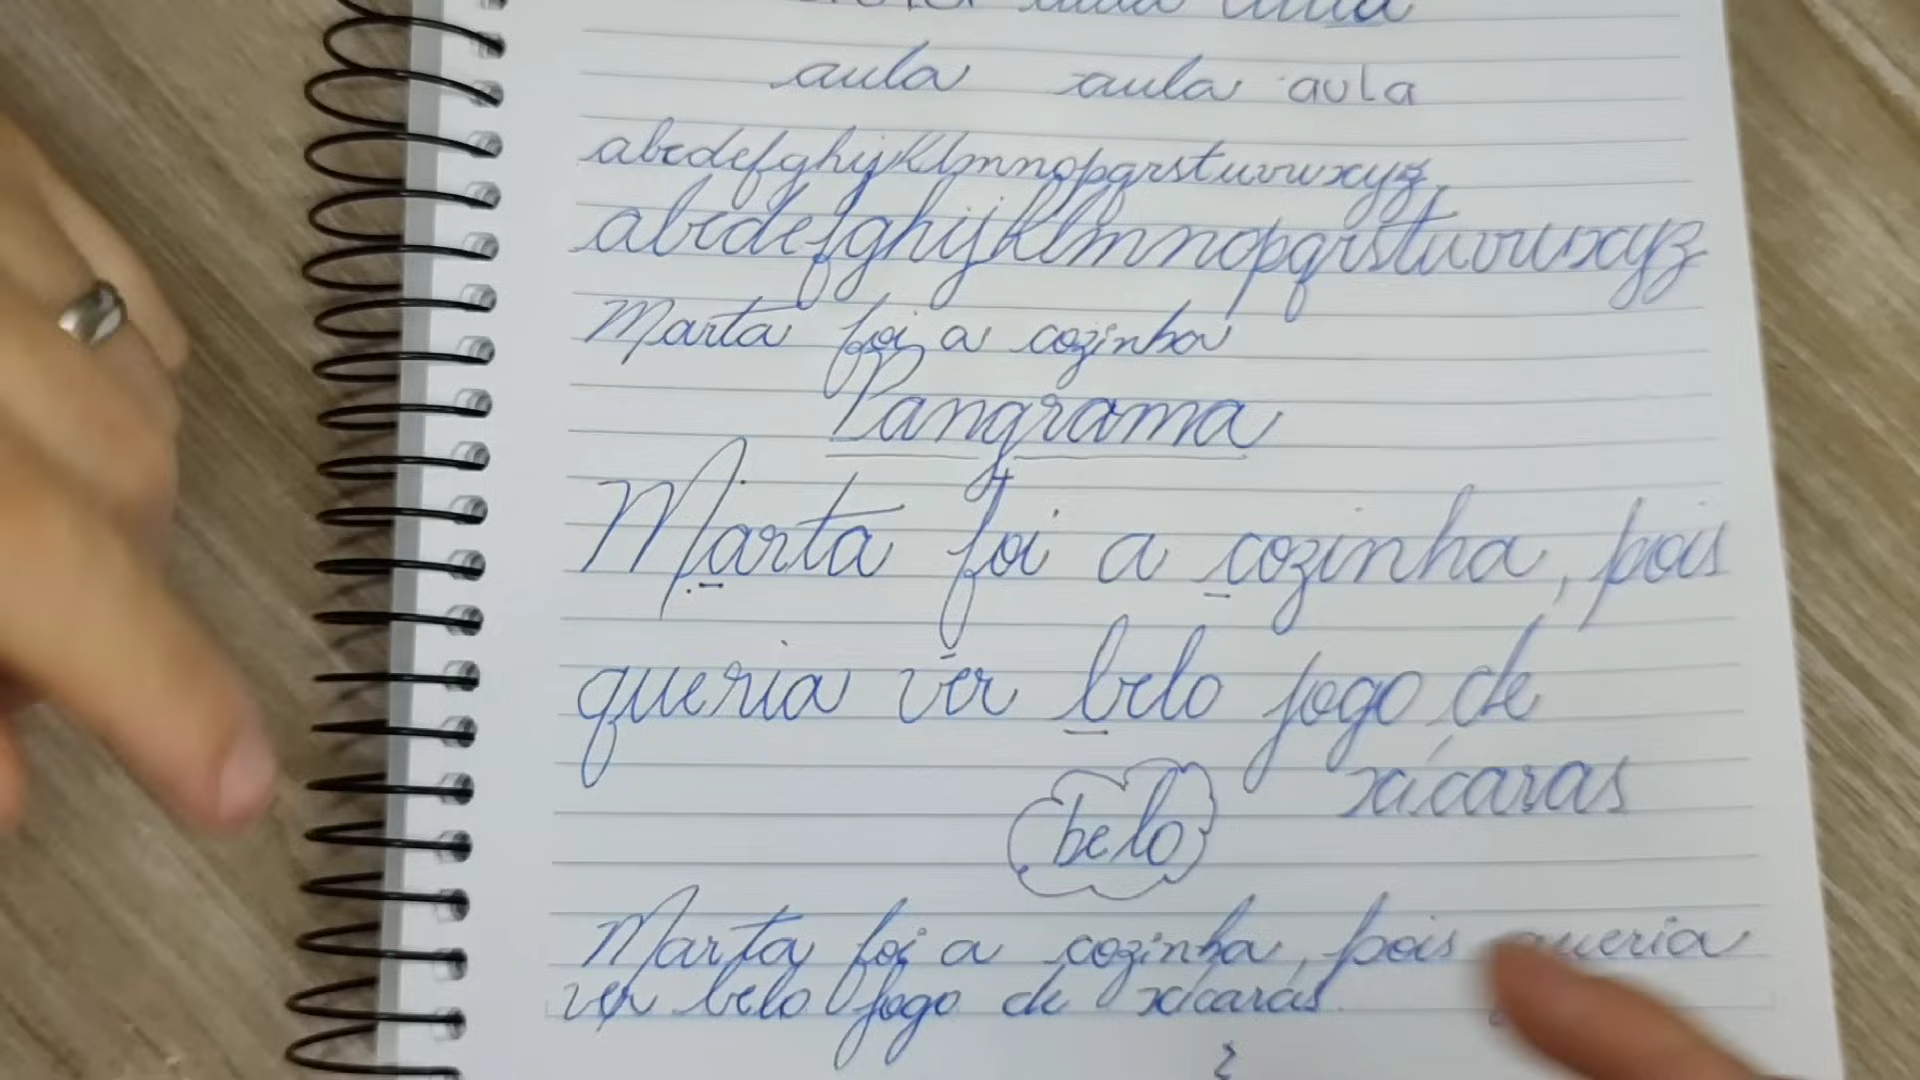 aula aula aula
abcdefghijklmnopqrstuvwxyz
abcdefghijklmnopqrstuvwxyz
Marta foi a cozinha
Pangrama
Marta foi a cozinha, pois
queria ver belo jogo de
xícaras
belo
Marta foi a cozinha, pois queria
ver belo jogo de xícaras.